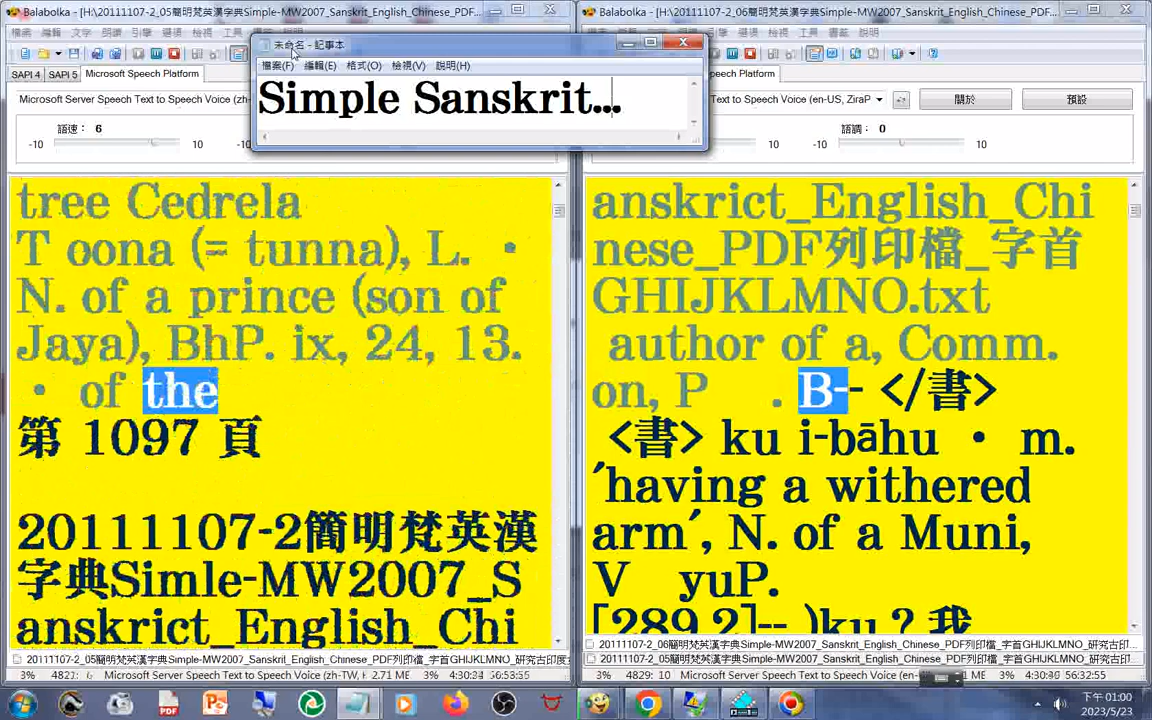 Balabolka - [H:\20111107-2_05簡明梵英漢字典Simple-MW2007_Sanskrit_English_Chinese_PDF...
Balabolka - [H:\20111107-2_06簡明梵英漢字典Simple-MW2007_Sanskrit_English_Chinese_PDF...
未命名 - 記事本
檔案(F) 編輯(E) 格式(O) 檢視(V) 說明(H)
Simple Sanskrit...
SAPI 4 SAPI 5 Microsoft Speech Platform
Microsoft Server Speech Text to Speech Voice (zh-
語速： 6
-10 10
Text to Speech Voice (en-US, ZiraP
關於 預設
語調： 0
-10 10
tree Cedrela
T oona (= tunna), L. •
N. of a prince (son of
Jaya), BhP. ix, 24, 13.
• of the
第 1097 頁
20111107-2簡明梵英漢
字典Simle-MW2007_S
anskrict_English_Chi
anskrict_English_Chi
nese_PDF列印檔_字首
GHIJKLMNO.txt
author of a, Comm.
on, P . B-- </書>
<書> ku i-bāhu • m.
´having a withered
arm´, N. of a Muni,
V yuP.
[289,2]-- )ku ? 我
20111107-2_05簡明梵英漢字典Simple-MW2007_Sanskrit_English_Chinese_PDF列印檔_字首GHIJKLMNO_研究古印度
20111107-2_05簡明梵英漢字典Simple-MW2007_Sanskrit_English_Chinese_PDF列印檔_字首GHIJKLMNO_研究古印...
3% Microsoft Server Speech Text to Speech Voice (zh-TW, 2.71 MB 3% 4:30:34 56:53:55
3% 4829: 10 Microsoft Server Speech Text to Speech Voice (en-US, 3% 56:32:55
下午 01:00
2023/5/23